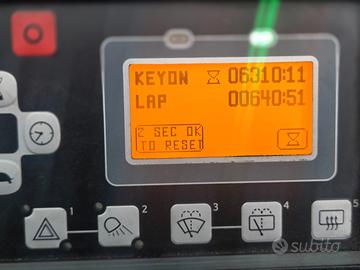 KEYON 06310:11
LAP 00640:51
2 SEC OK
TO RESET
1
2
3
4
5
subito